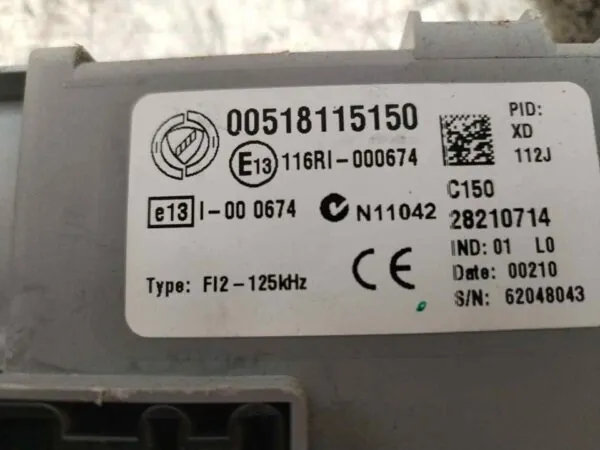 00518115150
PID:
XD
112J
E13 116RI-000674
e13 I-00 0674
N11042
C150
28210714
IND: 01 L0
Date: 00210
S/N: 62048043
Type: FI2-125kHz
CE